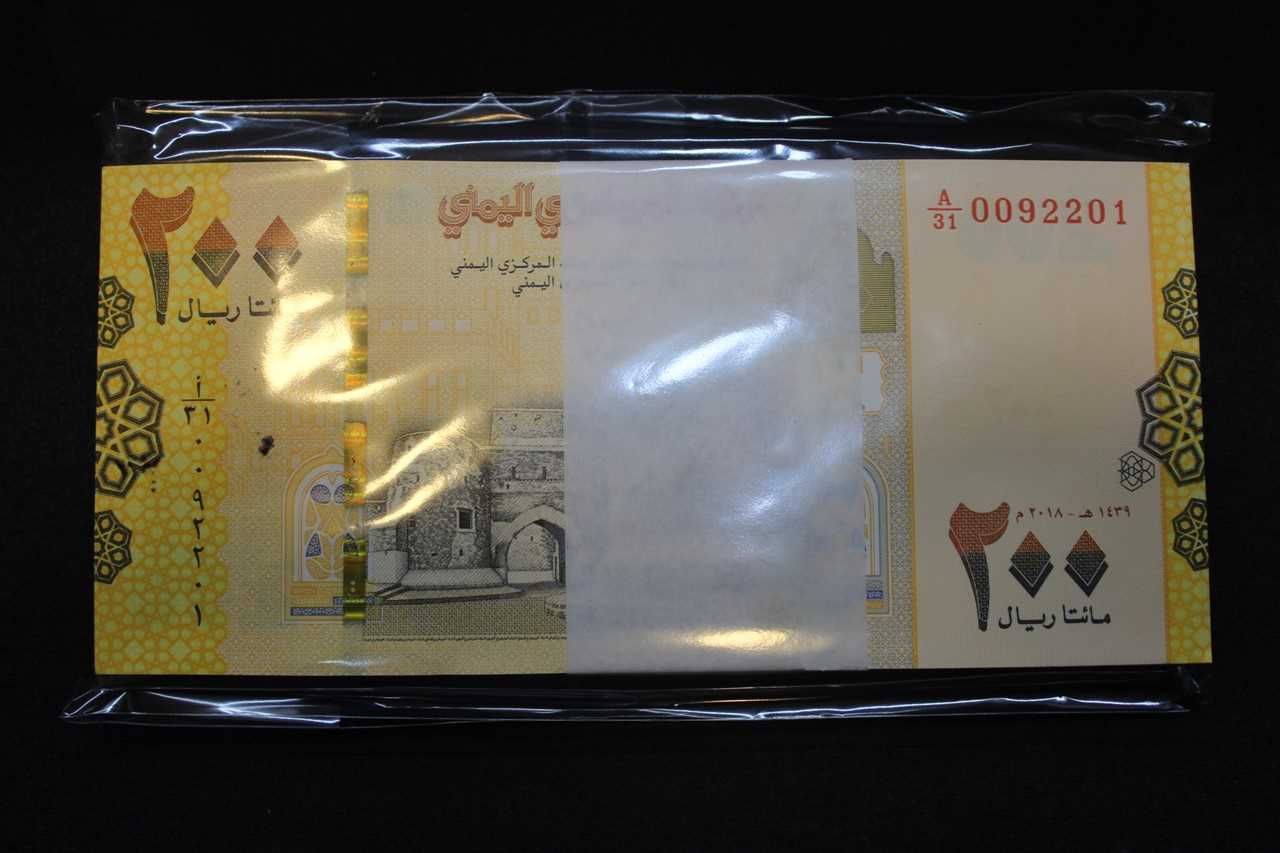 ٢٠٠
مائتا ريال
أ
٣١
٠٠٩٢٢٠١
ي اليمني
المركزي اليمني
اليمني
A/31 0092201
١٤٣٩ هـ - ٢٠١٨ م
٢٠٠
مائتا ريال